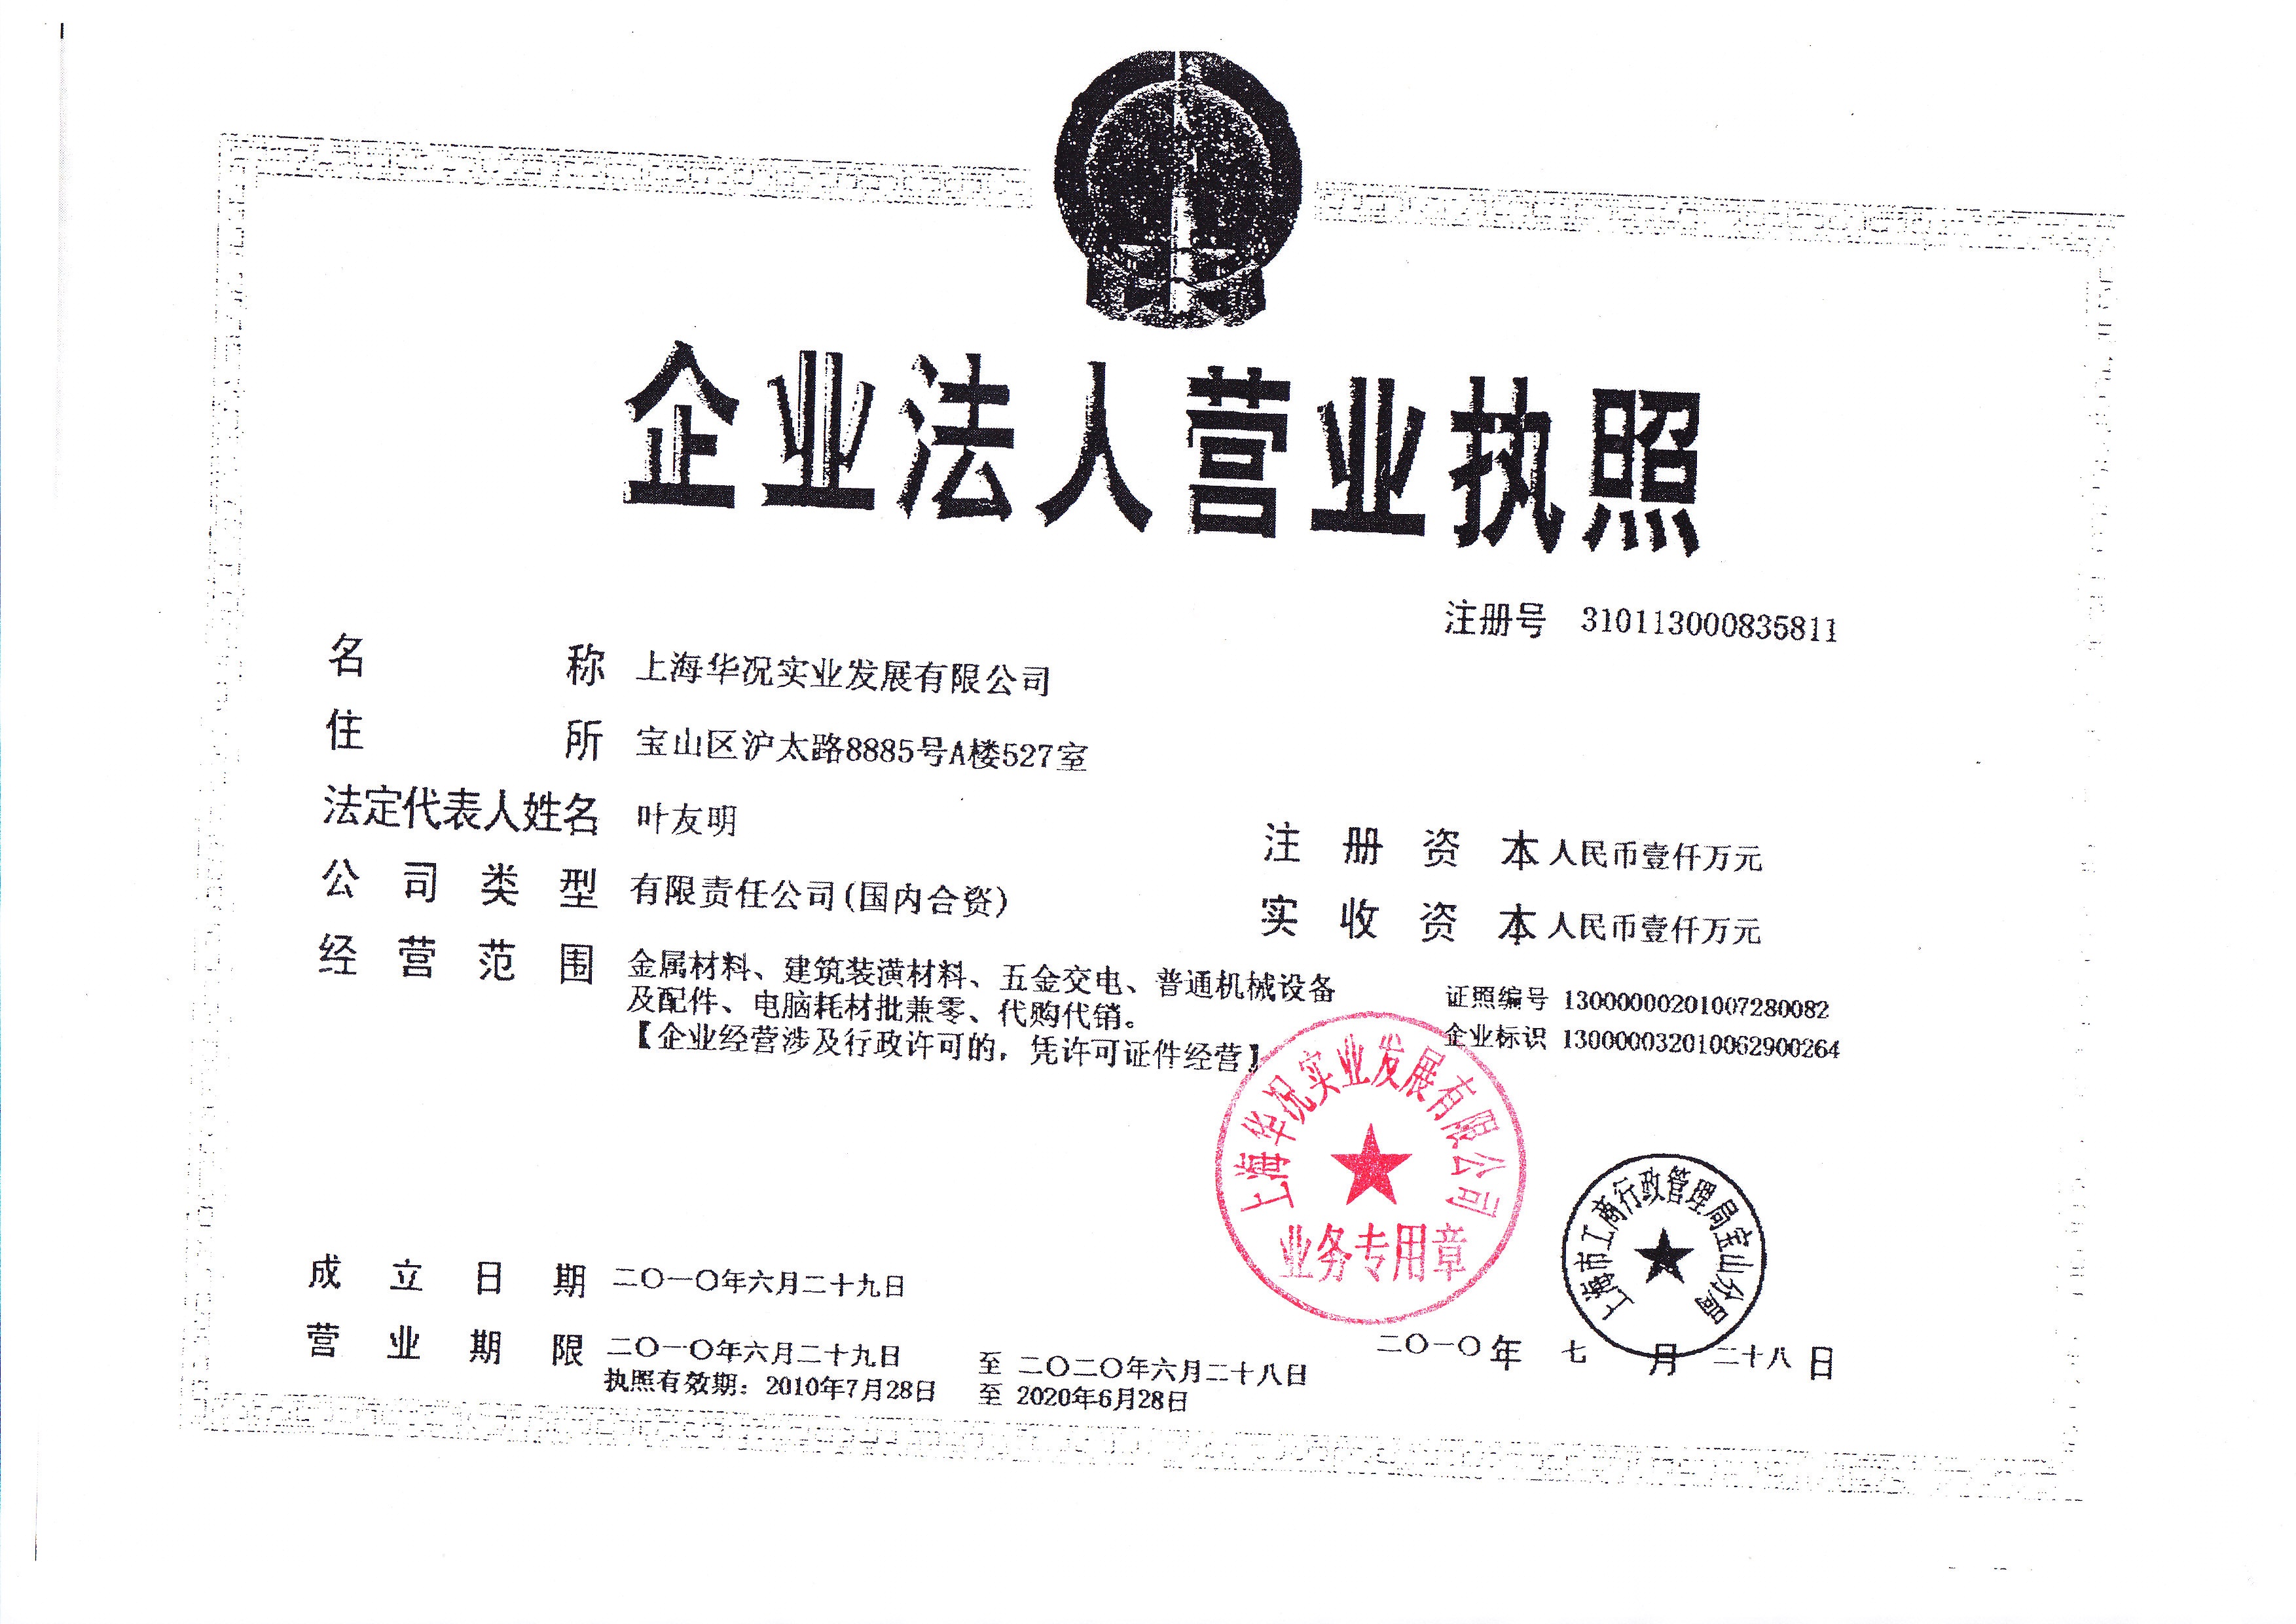 企业法人营业执照
注册号 310113000835811
名称 上海华况实业发展有限公司
住所 宝山区沪太路8885号A楼527室
法定代表人姓名 叶友明
注册资本 人民币壹仟万元
公司类型 有限责任公司(国内合资)
实收资本 人民币壹仟万元
经营范围 金属材料、建筑装潢材料、五金交电、普通机械设备
及配件、电脑耗材批兼零、代购代销。
【企业经营涉及行政许可的，凭许可证件经营】
证照编号 13000000201007280082
企业标识 130000032010062900264
上海华况实业发展有限公司
业务专用章
上海市工商行政管理局宝山分局
成立日期 二〇一〇年六月二十九日
营业期限 二〇一〇年六月二十九日 至 二〇二〇年六月二十八日
执照有效期：2010年7月28日 至 2020年6月28日
二〇一〇年 七 月 二十八 日